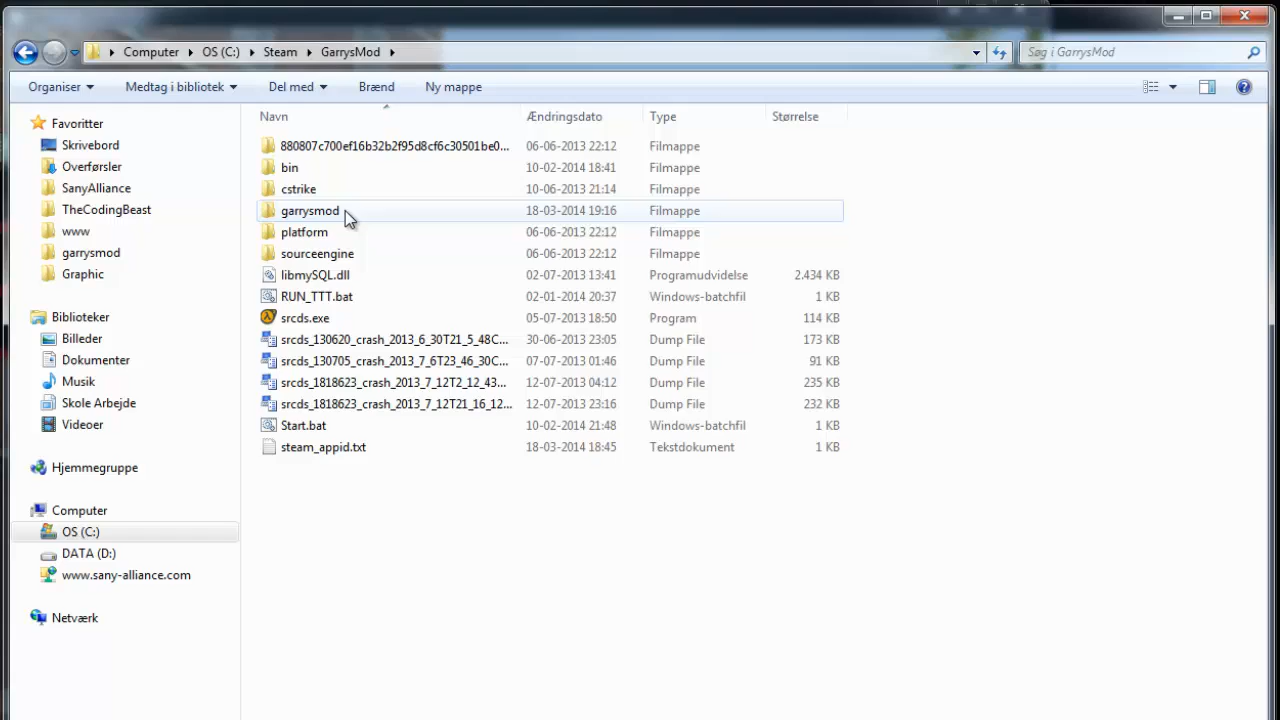 Computer OS (C:) Steam GarrysMod
Søg i GarrysMod
Organiser Medtag i bibliotek Del med Brænd Ny mappe
Navn Ændringsdato Type Størrelse
Favoritter
Skrivebord
Overførsler
SanyAlliance
TheCodingBeast
www
garrysmod
Graphic
Biblioteker
Billeder
Dokumenter
Musik
Skole Arbejde
Videoer
Hjemmegruppe
Computer
OS (C:)
DATA (D:)
www.sany-alliance.com
Netværk
880807c700ef16b32b2f95d8cf6c30501be0... 06-06-2013 22:12 Filmappe
bin 10-02-2014 18:41 Filmappe
cstrike 10-06-2013 21:14 Filmappe
garrysmod 18-03-2014 19:16 Filmappe
platform 06-06-2013 22:12 Filmappe
sourceengine 06-06-2013 22:12 Filmappe
libmySQL.dll 02-07-2013 13:41 Programudvidelse 2.434 KB
RUN_TTT.bat 02-01-2014 20:37 Windows-batchfil 1 KB
srcds.exe 05-07-2013 18:50 Program 114 KB
srcds_130620_crash_2013_6_30T21_5_48C... 30-06-2013 23:05 Dump File 173 KB
srcds_130705_crash_2013_7_6T23_46_30C... 07-07-2013 01:46 Dump File 91 KB
srcds_1818623_crash_2013_7_12T2_12_43... 12-07-2013 04:12 Dump File 235 KB
srcds_1818623_crash_2013_7_12T21_16_12... 12-07-2013 23:16 Dump File 232 KB
Start.bat 10-02-2014 21:48 Windows-batchfil 1 KB
steam_appid.txt 18-03-2014 18:45 Tekstdokument 1 KB